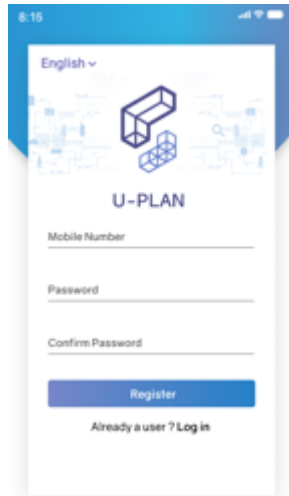 8:15
English
U-PLAN
Mobile Number
Password
Confirm Password
Register
Already a user ? Log in